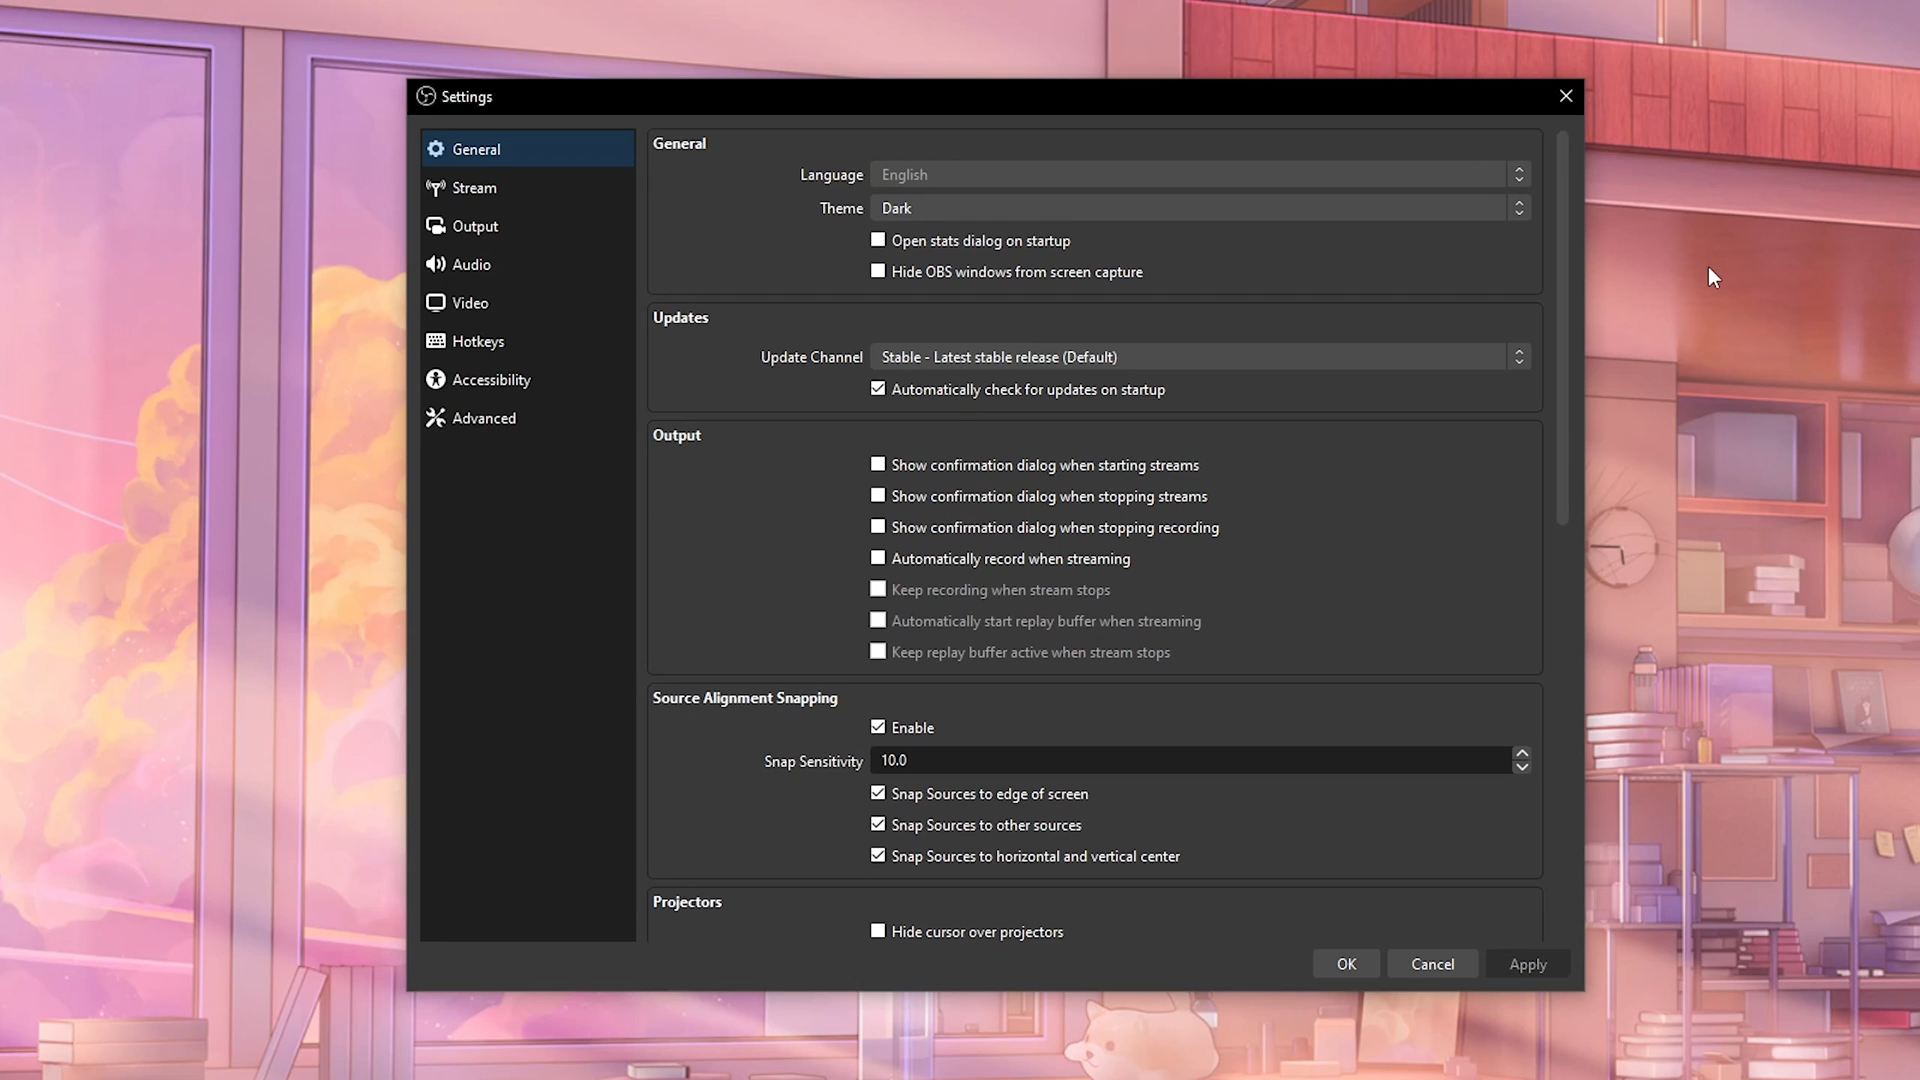 Settings
General
Stream
Output
Audio
Video
Hotkeys
Accessibility
Advanced
General
Language English
Theme Dark
Open stats dialog on startup
Hide OBS windows from screen capture
Updates
Update Channel Stable - Latest stable release (Default)
Automatically check for updates on startup
Output
Show confirmation dialog when starting streams
Show confirmation dialog when stopping streams
Show confirmation dialog when stopping recording
Automatically record when streaming
Keep recording when stream stops
Automatically start replay buffer when streaming
Keep replay buffer active when stream stops
Source Alignment Snapping
Enable
Snap Sensitivity 10.0
Snap Sources to edge of screen
Snap Sources to other sources
Snap Sources to horizontal and vertical center
Projectors
Hide cursor over projectors
OK Cancel Apply